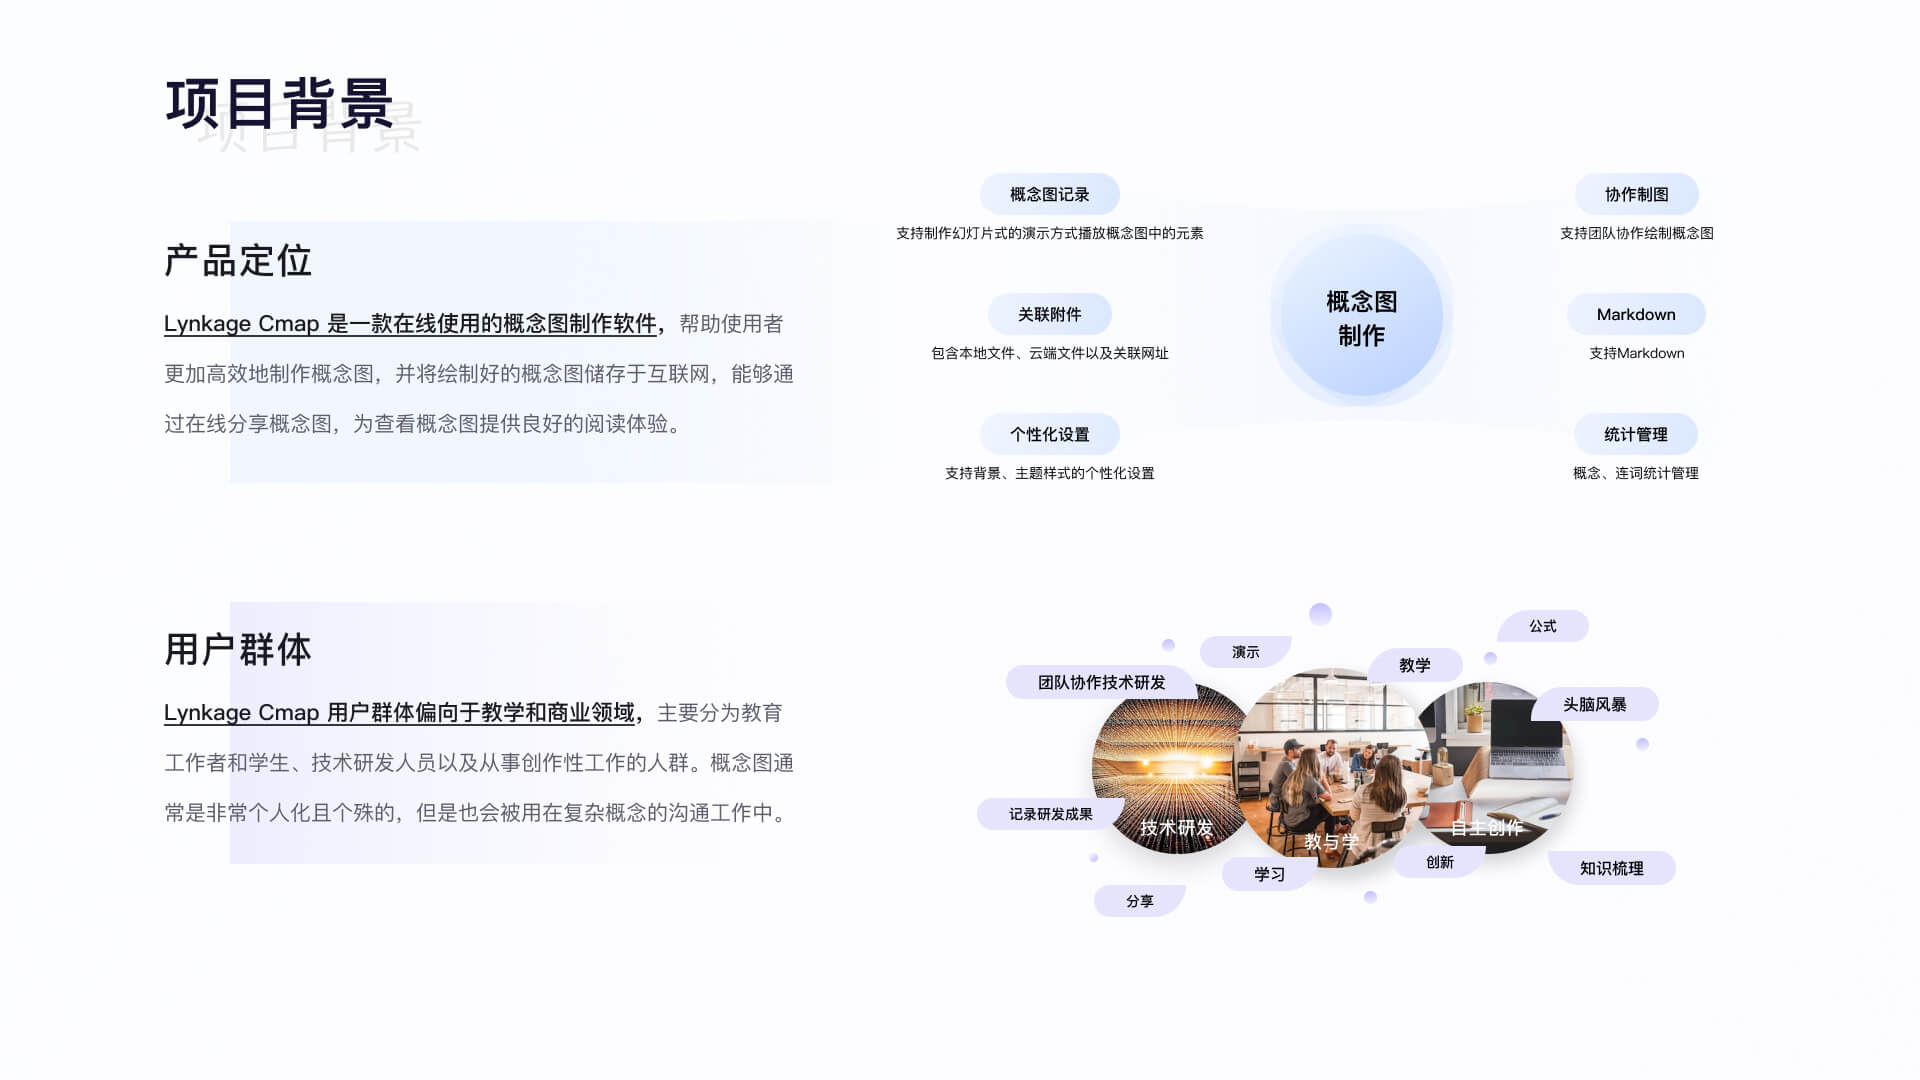 项目背景
项目背景
产品定位
Lynkage Cmap 是一款在线使用的概念图制作软件，帮助使用者
更加高效地制作概念图，并将绘制好的概念图储存于互联网，能够通
过在线分享概念图，为查看概念图提供良好的阅读体验。
概念图记录
支持制作幻灯片式的演示方式播放概念图中的元素
关联附件
包含本地文件、云端文件以及关联网址
个性化设置
支持背景、主题样式的个性化设置
概念图
制作
协作制图
支持团队协作绘制概念图
Markdown
支持Markdown
统计管理
概念、连词统计管理
用户群体
Lynkage Cmap 用户群体偏向于教学和商业领域，主要分为教育
工作者和学生、技术研发人员以及从事创作性工作的人群。概念图通
常是非常个人化且个殊的，但是也会被用在复杂概念的沟通工作中。
公式
演示
教学
团队协作技术研发
头脑风暴
记录研发成果
技术研发
教与学
自主创作
创新
知识梳理
学习
分享